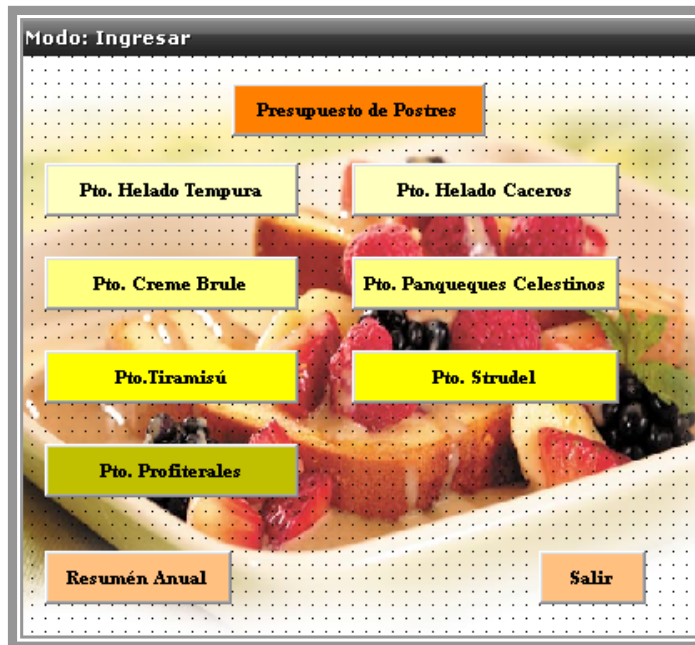 Modo: Ingresar
Presupuesto de Postres
Pto. Helado Tempura
Pto. Helado Caceros
Pto. Creme Brule
Pto. Panqueques Celestinos
Pto.Tiramisú
Pto. Strudel
Pto. Profiterales
Resumén Anual
Salir